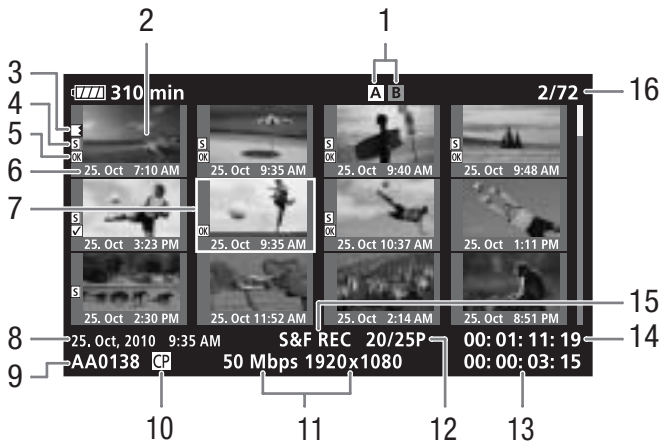 2 1
3
4
5
6
7
8
9
10 11 12 13
14
15
16
310 min A B 2/72
S OK S OK S OK S OK
25. Oct 7:10 AM 25. Oct 9:35 AM 25. Oct 9:40 AM 25. Oct 9:48 AM
S OK S OK
25. Oct 3:23 PM 25. Oct 9:35 AM 25. Oct 10:37 AM 25. Oct 1:11 PM
S
25. Oct 2:30 PM 25. Oct 11:52 AM 25. Oct 2:14 AM 25. Oct 8:51 PM
25. Oct, 2010 9:35 AM S&F REC 20/25P 00: 01: 11: 19
AA0138 CP 50 Mbps 1920x1080 00: 00: 03: 15